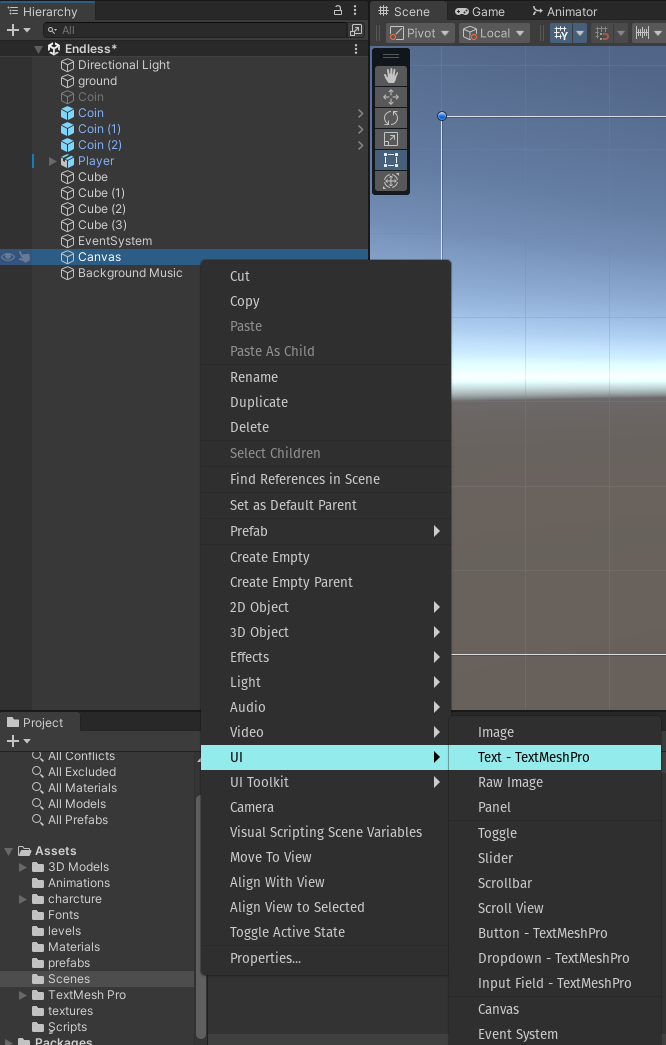 Hierarchy
All
Endless*
Directional Light
ground
Coin
Coin
Coin (1)
Coin (2)
Player
Cube
Cube (1)
Cube (2)
Cube (3)
EventSystem
Canvas
Background Music
Scene
Game
Animator
Pivot
Local
Cut
Copy
Paste
Paste As Child
Rename
Duplicate
Delete
Select Children
Find References in Scene
Set as Default Parent
Prefab
Create Empty
Create Empty Parent
2D Object
3D Object
Effects
Light
Audio
Video
UI
UI Toolkit
Camera
Visual Scripting Scene Variables
Move To View
Align With View
Align View to Selected
Toggle Active State
Properties...
Image
Text - TextMeshPro
Raw Image
Panel
Toggle
Slider
Scrollbar
Scroll View
Button - TextMeshPro
Dropdown - TextMeshPro
Input Field - TextMeshPro
Canvas
Event System
Project
All Conflicts
All Excluded
All Materials
All Models
All Prefabs
Assets
3D Models
Animations
charcture
Fonts
levels
Materials
prefabs
Scenes
TextMesh Pro
textures
Scripts
Packages